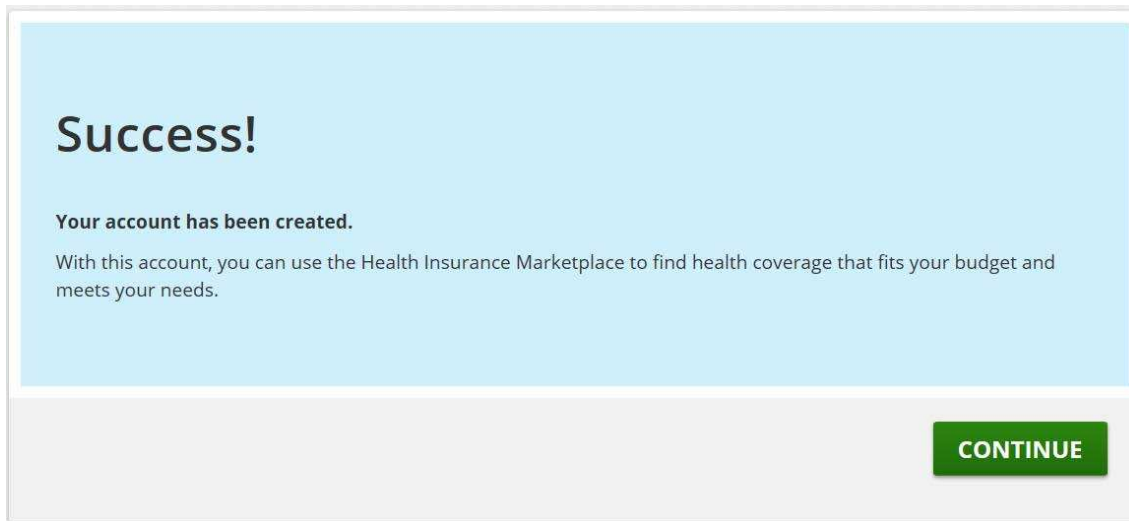 Success!
Your account has been created.
With this account, you can use the Health Insurance Marketplace to find health coverage that fits your budget and
meets your needs.
CONTINUE